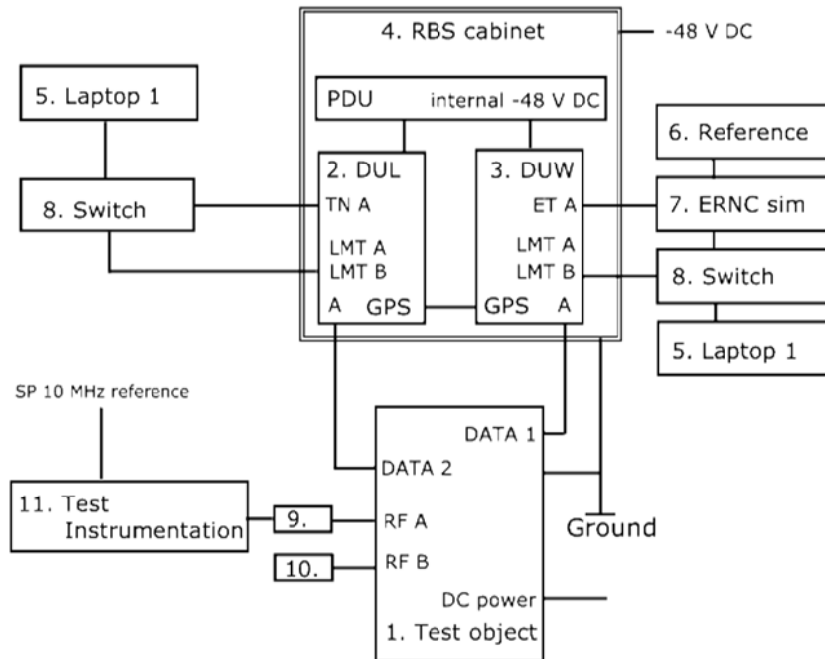 4. RBS cabinet
-48 V DC
5. Laptop 1
PDU internal -48 V DC
6. Reference
2. DUL
3. DUW
8. Switch
TN A
ET A
7. ERNC sim
LMT A
LMT B
LMT A
LMT B
8. Switch
A GPS
GPS A
5. Laptop 1
SP 10 MHz reference
DATA 1
DATA 2
11. Test
Instrumentation
9.
RF A
Ground
10.
RF B
DC power
1. Test object